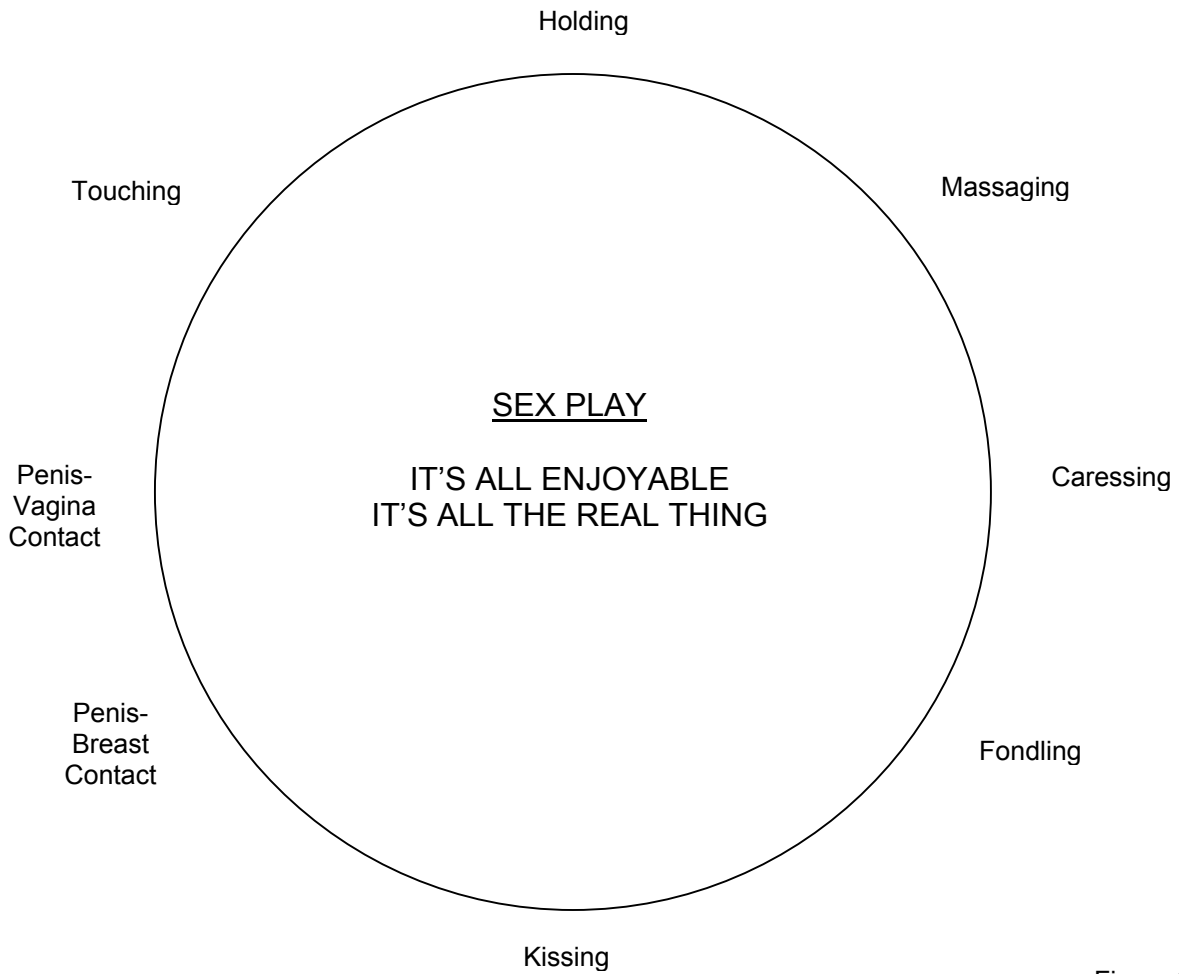 Holding
Touching
Massaging
SEX PLAY
IT'S ALL ENJOYABLE
IT'S ALL THE REAL THING
Penis-
Vagina
Contact
Caressing
Penis-
Breast
Contact
Fondling
Kissing